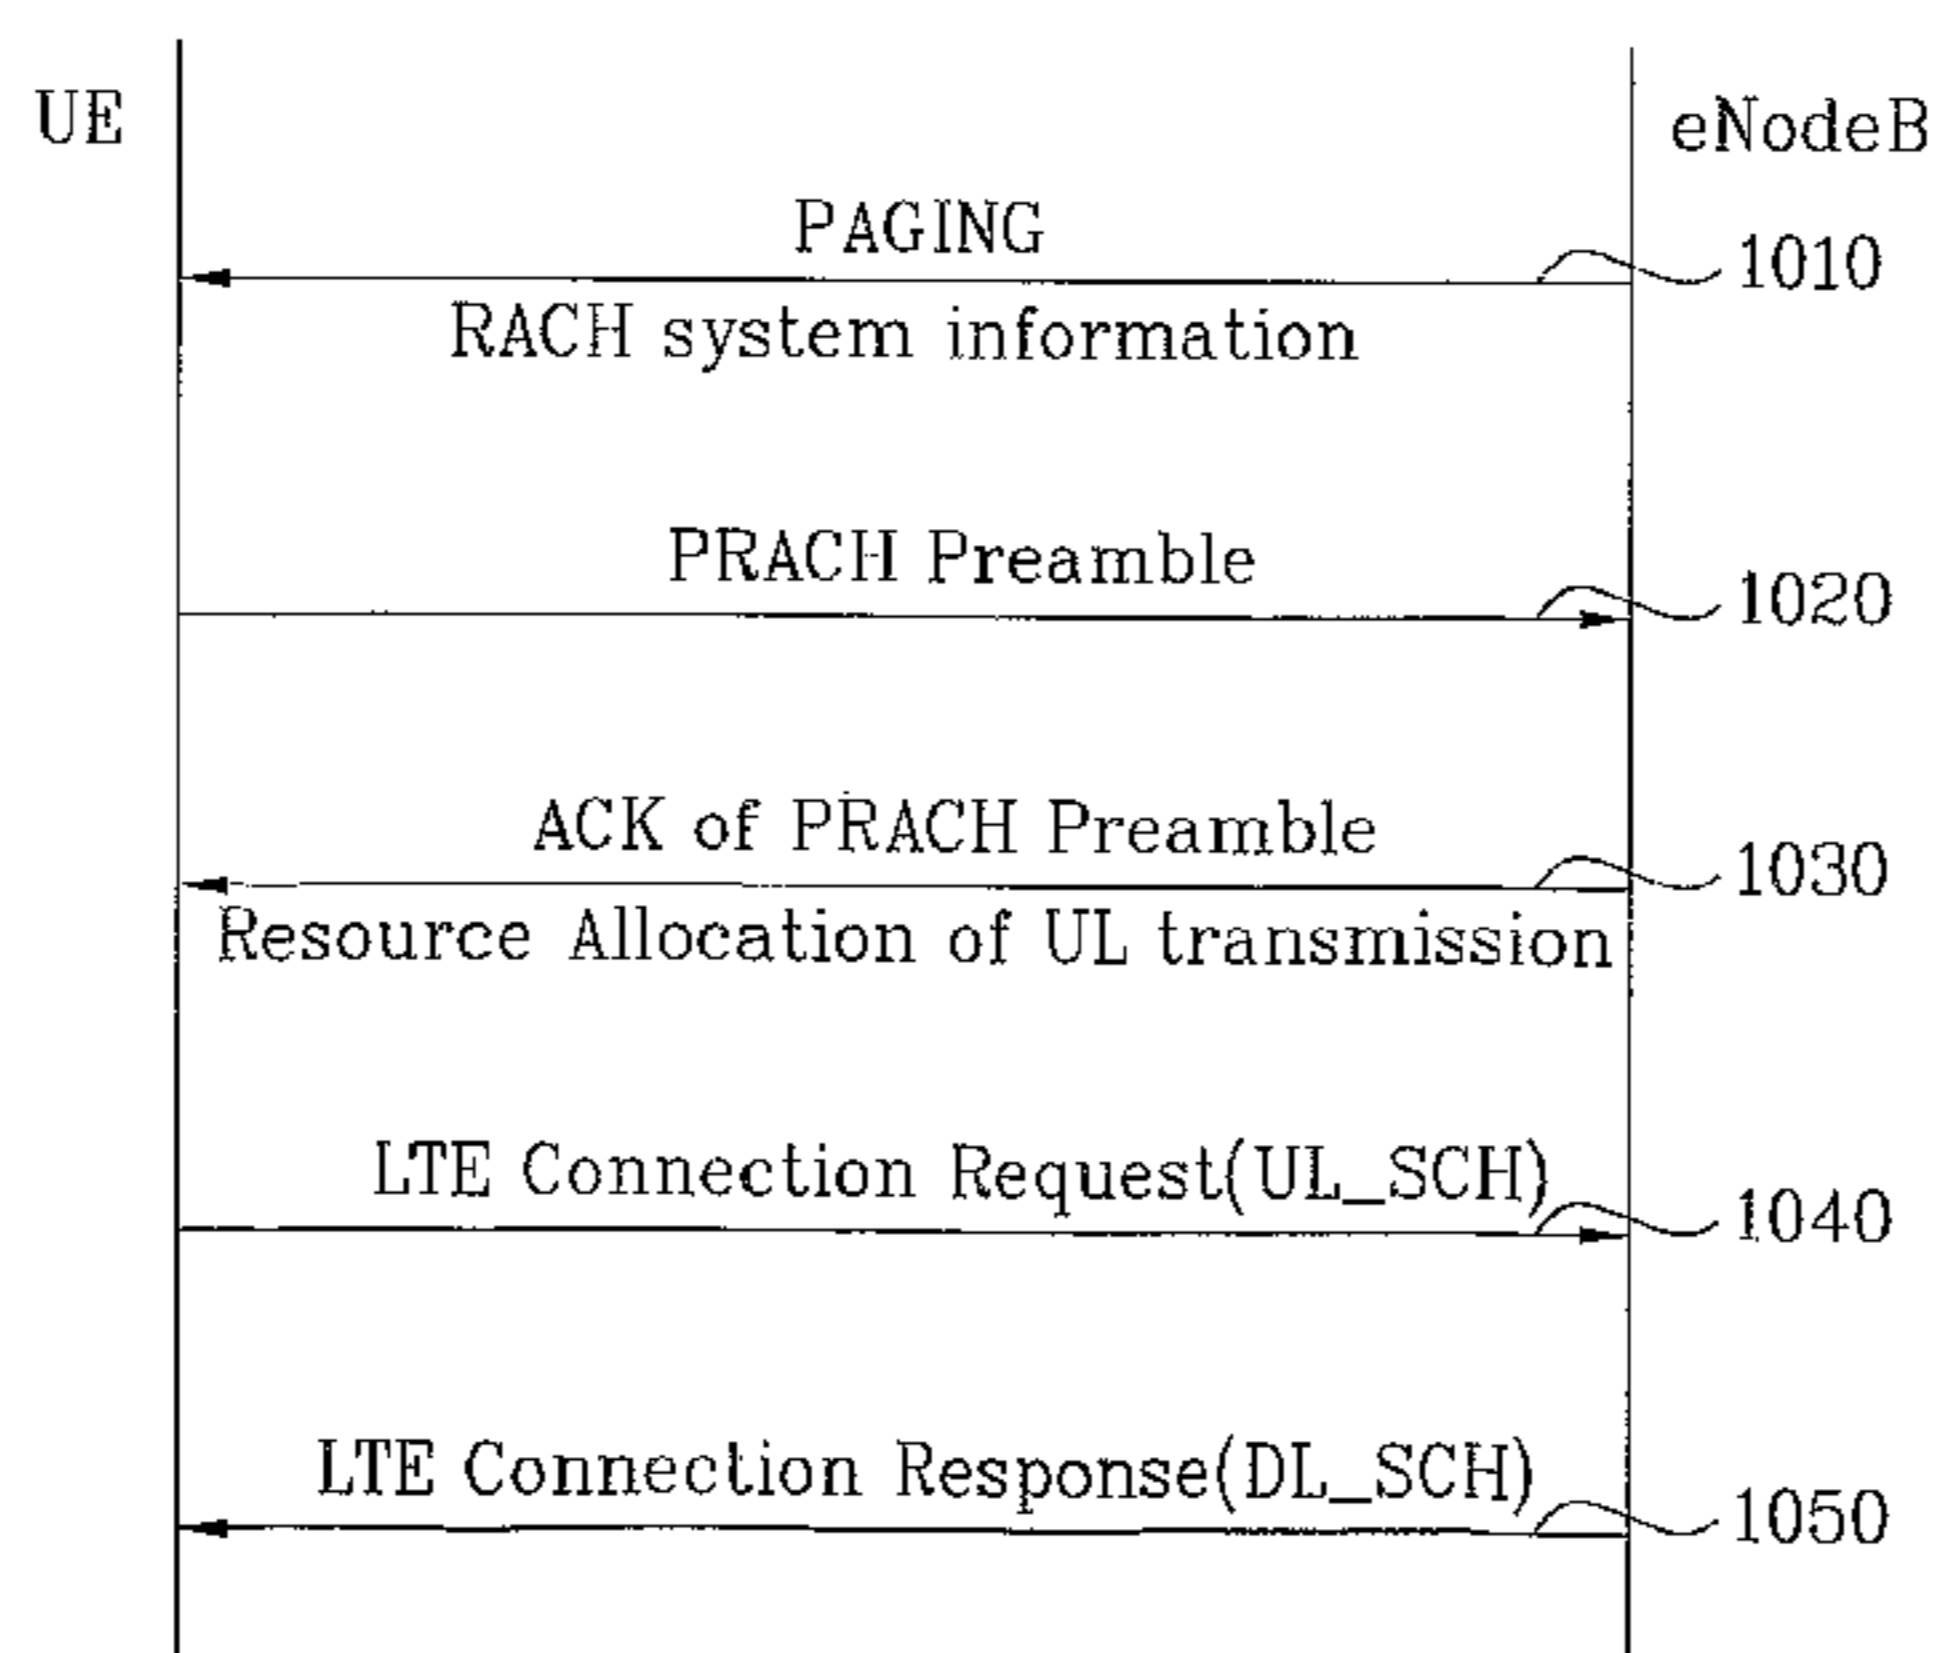 UE
eNodeB
PAGING
1010
RACH system information
PRACH Preamble
1020
ACK of PRACH Preamble
1030
Resource Allocation of UL transmission
LTE Connection Request(UL_SCH)
1040
LTE Connection Response(DL_SCH)
1050